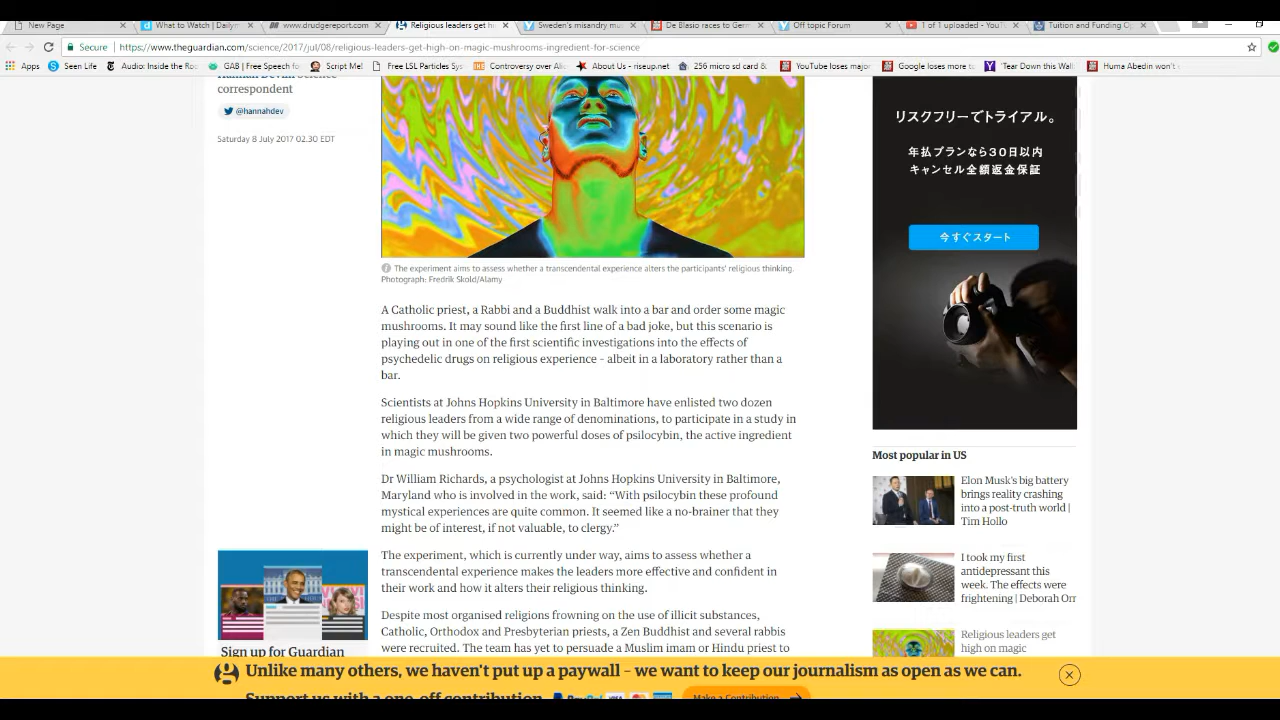 New Page
What to Watch | Dailym
www.drudgereport.com
Religious leaders get hi
Sweden's misandry mu
De Blasio races to Germ
Off topic Forum
1 of 1 uploaded - YouT
Tuition and Funding Op
Secure
https://www.theguardian.com/science/2017/jul/08/religious-leaders-get-high-on-magic-mushrooms-ingredient-for-science
Apps
Seen Life
Audio: Inside the Ro
GAB | Free Speech fo
Script Me!
Free LSL Particles Sy
Controversy over Ali
About Us - riseup.net
256 micro sd card &
YouTube loses major
Google loses more t
'Tear Down this Wall
Huma Abedin won't
correspondent
@hannahdev
Saturday 8 July 2017 02.30 EDT
The experiment aims to assess whether a transcendental experience alters the participants' religious thinking.
Photograph: Fredrik Skold/Alamy
A Catholic priest, a Rabbi and a Buddhist walk into a bar and order some magic
mushrooms. It may sound like the first line of a bad joke, but this scenario is
playing out in one of the first scientific investigations into the effects of
psychedelic drugs on religious experience – albeit in a laboratory rather than a
bar.
Scientists at Johns Hopkins University in Baltimore have enlisted two dozen
religious leaders from a wide range of denominations, to participate in a study in
which they will be given two powerful doses of psilocybin, the active ingredient
in magic mushrooms.
Dr William Richards, a psychologist at Johns Hopkins University in Baltimore,
Maryland who is involved in the work, said: “With psilocybin these profound
mystical experiences are quite common. It seemed like a no-brainer that they
might be of interest, if not valuable, to clergy.”
The experiment, which is currently under way, aims to assess whether a
transcendental experience makes the leaders more effective and confident in
their work and how it alters their religious thinking.
Despite most organised religions frowning on the use of illicit substances,
Catholic, Orthodox and Presbyterian priests, a Zen Buddhist and several rabbis
were recruited. The team has yet to persuade a Muslim imam or Hindu priest to
リスクフリーでトライアル。
年払プランなら30日以内
キャンセル全額返金保証
今すぐスタート
Most popular in US
Elon Musk's big battery
brings reality crashing
into a post-truth world |
Tim Hollo
I took my first
antidepressant this
week. The effects were
frightening | Deborah Orr
Religious leaders get
high on magic
Sign up for Guardian
Unlike many others, we haven't put up a paywall – we want to keep our journalism as open as we can.
Support us with a one-off contribution
PayPal
VISA
Make a Contribution